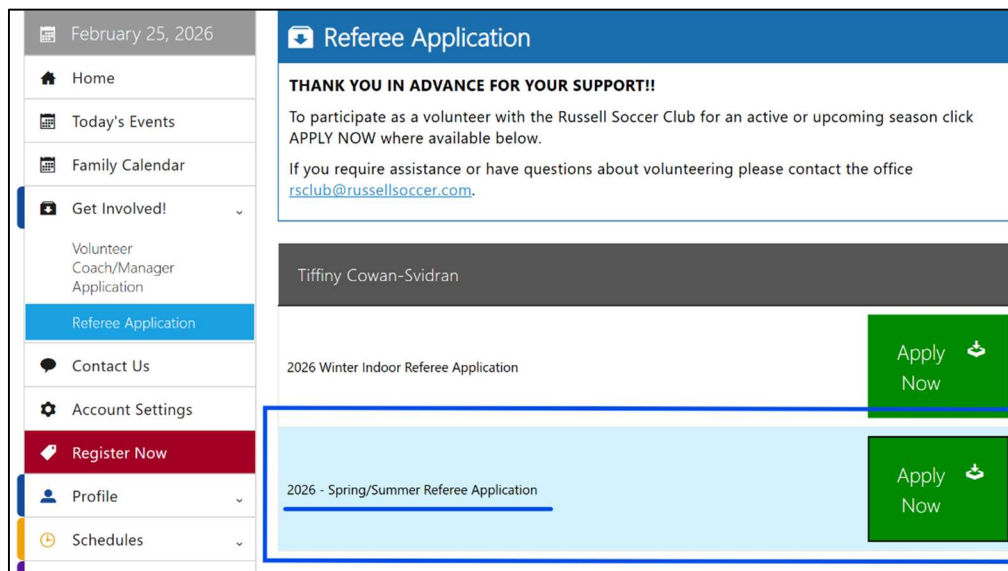 February 25, 2026
Home
Today's Events
Family Calendar
Get Involved!
Volunteer
Coach/Manager
Application
Referee Application
Contact Us
Account Settings
Register Now
Profile
Schedules
Referee Application
THANK YOU IN ADVANCE FOR YOUR SUPPORT!!
To participate as a volunteer with the Russell Soccer Club for an active or upcoming season click
APPLY NOW where available below.
If you require assistance or have questions about volunteering please contact the office
rsclub@russellsoccer.com.
Tiffiny Cowan-Svidran
2026 Winter Indoor Referee Application
Apply
Now
2026 - Spring/Summer Referee Application
Apply
Now